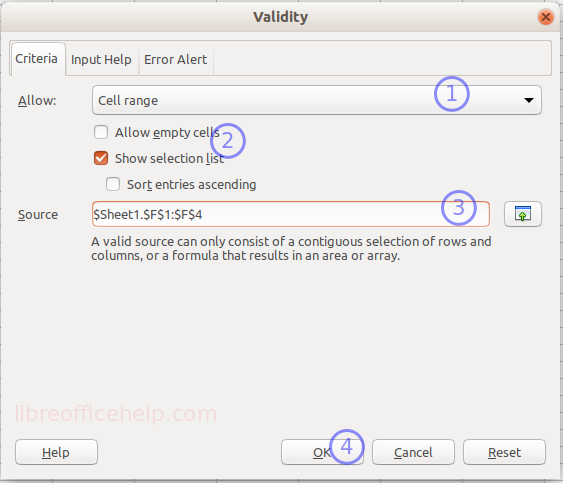 Validity
Criteria Input Help Error Alert
Allow: Cell range 1
Allow empty cells 2
Show selection list
Sort entries ascending
Source $Sheet1.$F$1:$F$4 3
A valid source can only consist of a contiguous selection of rows and
columns, or a formula that results in an area or array.
libreofficehelp.com
Help OK 4 Cancel Reset